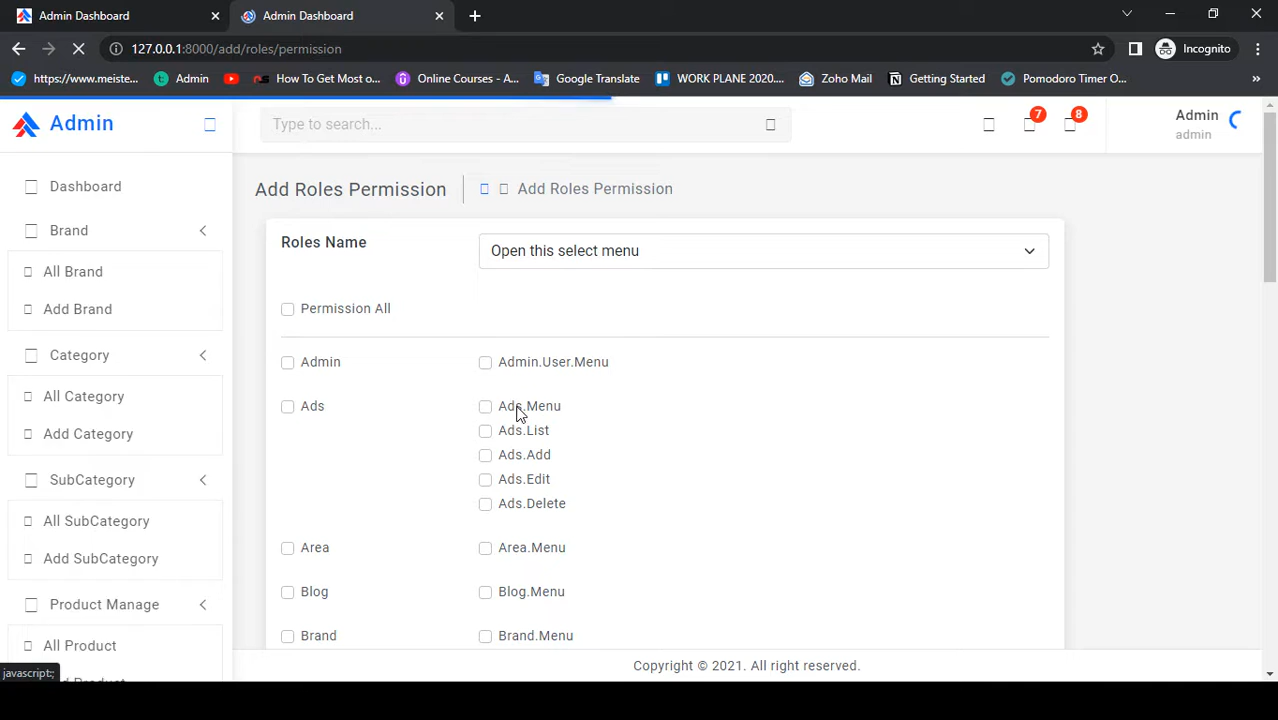 Admin Dashboard
Admin Dashboard
127.0.0.1:8000/add/roles/permission
Incognito
https://www.meiste...
Admin
How To Get Most o...
Online Courses - A...
Google Translate
WORK PLANE 2020....
Zoho Mail
Getting Started
Pomodoro Timer O...
»
Admin
Type to search...
7
8
Admin
admin
Dashboard
Brand
All Brand
Add Brand
Category
All Category
Add Category
SubCategory
All SubCategory
Add SubCategory
Product Manage
All Product
Add Roles Permission
Add Roles Permission
Roles Name
Open this select menu
Permission All
Admin
Admin.User.Menu
Ads
Ads.Menu
Ads.List
Ads.Add
Ads.Edit
Ads.Delete
Area
Area.Menu
Blog
Blog.Menu
Brand
Brand.Menu
javascript:;
Copyright © 2021. All right reserved.